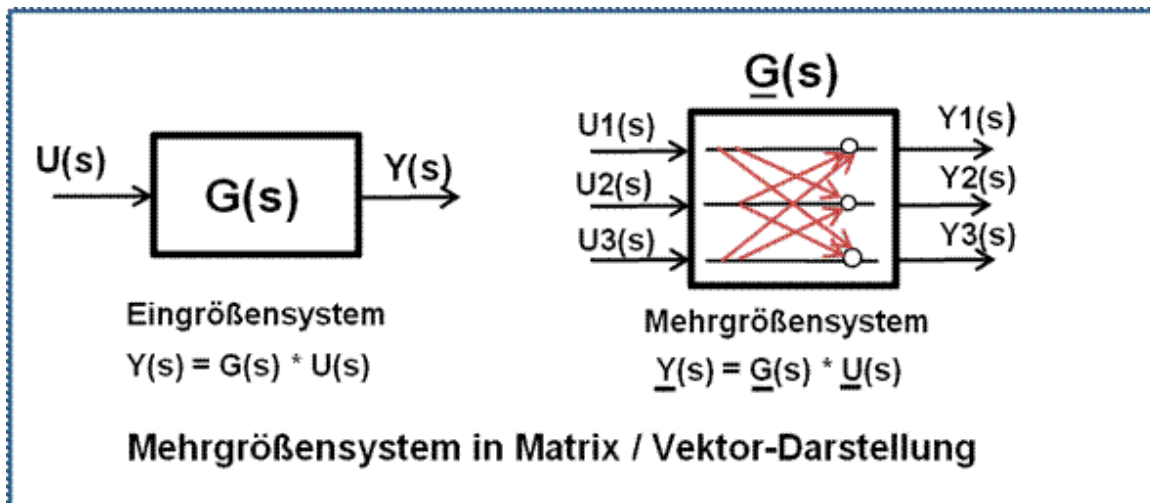 U(s)
G(s)
Y(s)
Eingrößensystem
Y(s) = G(s) * U(s)
G(s)
U1(s)
U2(s)
U3(s)
Y1(s)
Y2(s)
Y3(s)
Mehrgrößensystem
Y(s) = G(s) * U(s)
Mehrgrößensystem in Matrix / Vektor-Darstellung